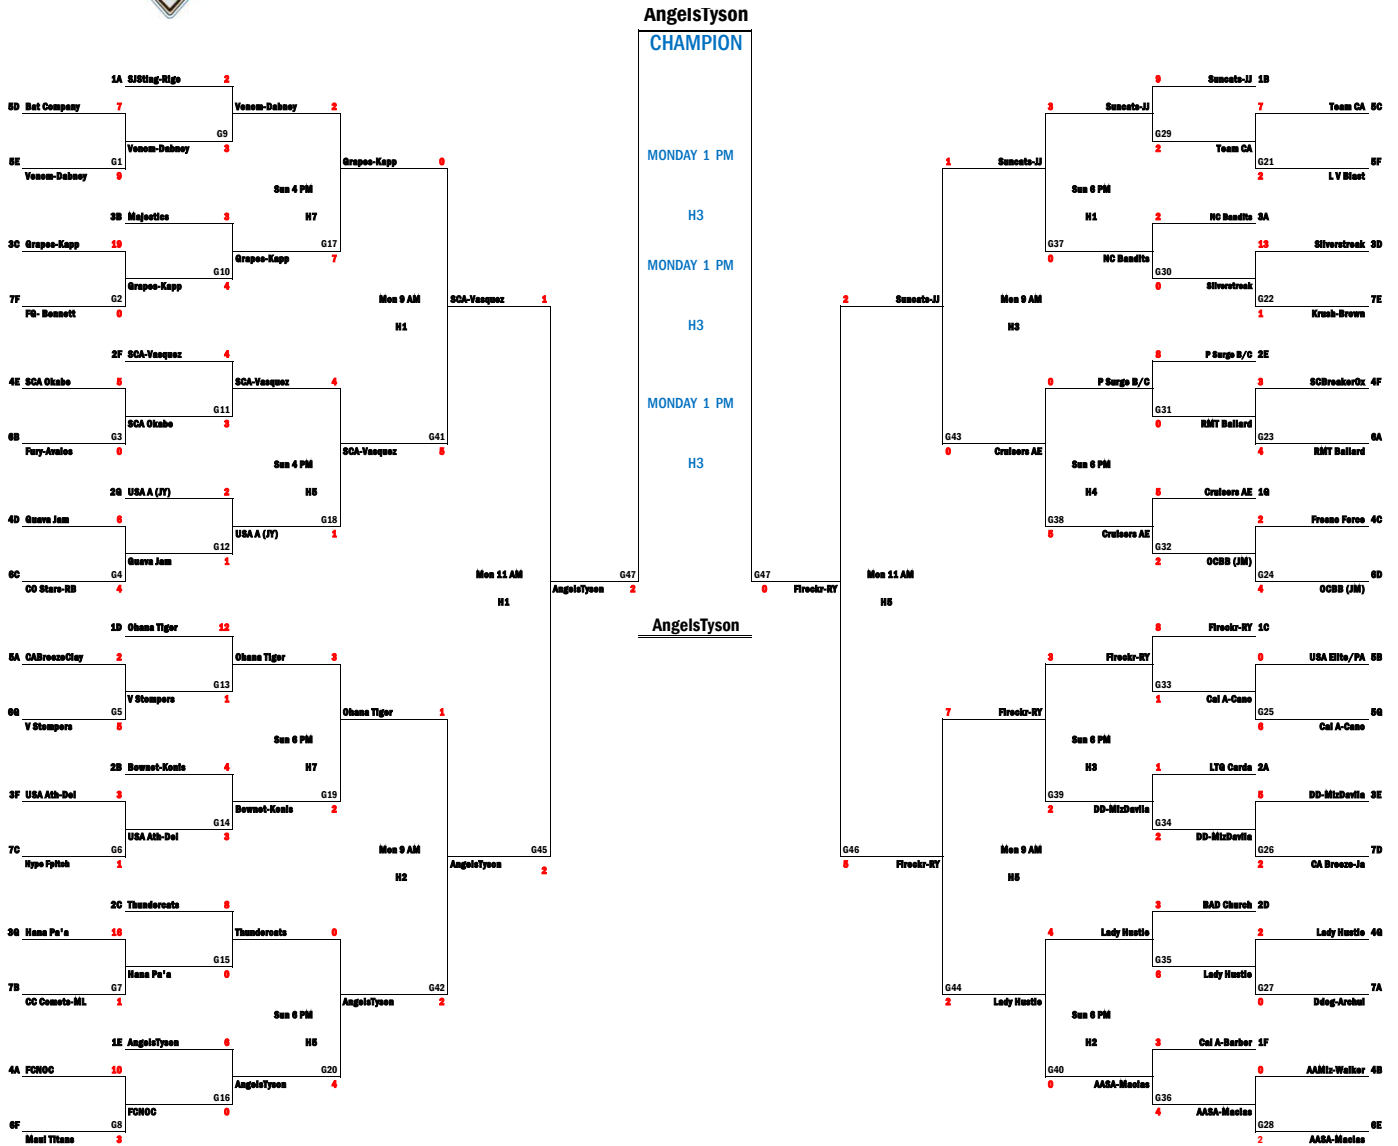 AngelsTyson
CHAMPION
1A SJSting-Rigo 2
9 Suncats-JJ 1B
5D Bat Company 7
Venom-Dabney 2
3 Suncats-JJ
7 Team CA 5C
G9
G29
Venom-Dabney 3
2 Team CA
MONDAY 1 PM
5E G1
Grapes-Kapp 0
1 Suncats-JJ
G21 5F
Venom-Dabney 9
2 L V Blast
Sun 4 PM
Sun 6 PM
3B Majestics 3
H7
H3
H1
2 NC Bandits 3A
3C Grapes-Kapp 19
G17
G37
13 Silverstreak 3D
Grapes-Kapp 7
0 NC Bandits
G10
MONDAY 1 PM
G30
Grapes-Kapp 4
0 Silverstreak
7F G2
Mon 9 AM
SCA-Vasquez 1
2 Suncats-JJ
Mon 9 AM
G22 7E
FG- Bennett 0
1 Krush-Brown
H1
H3
H3
2F SCA-Vasquez 4
8 P Surge B/C 2E
4E SCA Okabe 5
SCA-Vasquez 4
0 P Surge B/C
3 SCBreakerOx 4F
G11
MONDAY 1 PM
G31
SCA Okabe 3
0 RMT Ballard
6B G3
G41
G43
G23 6A
Fury-Avalos 0
SCA-Vasquez 5
0 Cruisers AE
4 RMT Ballard
Sun 4 PM
H3
Sun 6 PM
2G USA A (JY) 2
H5
H4
5 Cruisers AE 1G
4D Guava Jam 6
G18
G38
2 Fresno Force 4C
USA A (JY) 1
5 Cruisers AE
G12
G32
Guava Jam 1
2 OCBB (JM)
6C G4
Mon 11 AM
G47
G47
Mon 11 AM
G24 6D
CO Stars-RB 4
AngelsTyson 2
0 Fireckr-RY
4 OCBB (JM)
H1
H5
1D Ohana Tiger 12
AngelsTyson
8 Fireckr-RY 1C
5A CABreezeClay 2
Ohana Tiger 3
3 Fireckr-RY
0 USA Elite/PA 5B
G13
G33
V Stompers 1
1 Cal A-Cano
6G G5
Ohana Tiger 1
7 Fireckr-RY
G25 5G
V Stompers 5
6 Cal A-Cano
Sun 6 PM
Sun 6 PM
2B Bownet-Konis 4
H7
H3
1 LTG Carda 2A
3F USA Ath-Del 3
G19
G39
5 DD-MizDavila 3E
Bownet-Konis 2
2 DD-MizDavila
G14
G34
USA Ath-Del 3
2 DD-MizDavila
7C G6
Mon 9 AM
G45
G46
Mon 9 AM
G26 7D
Hype Fpitch 1
AngelsTyson 2
5 Fireckr-RY
2 CA Breeze-Ja
H2
H5
2C Thundercats 8
3 BAD Church 2D
3G Hana Pa'a 16
Thundercats 0
4 Lady Hustle
2 Lady Hustle 4G
G15
G35
Hana Pa'a 0
6 Lady Hustle
7B G7
G42
G44
G27 7A
CC Comets-ML 1
AngelsTyson 2
2 Lady Hustle
0 Ddog-Archul
Sun 6 PM
Sun 6 PM
1E AngelsTyson 6
H5
H2
3 Cal A-Barber 1F
4A FCNOC 10
G20
G40
0 AAMiz-Walker 4B
AngelsTyson 4
0 AASA-Macias
G16
G36
FCNOC 0
4 AASA-Macias
6F G8
G28 6E
Maui Titans 3
2 AASA-Macias